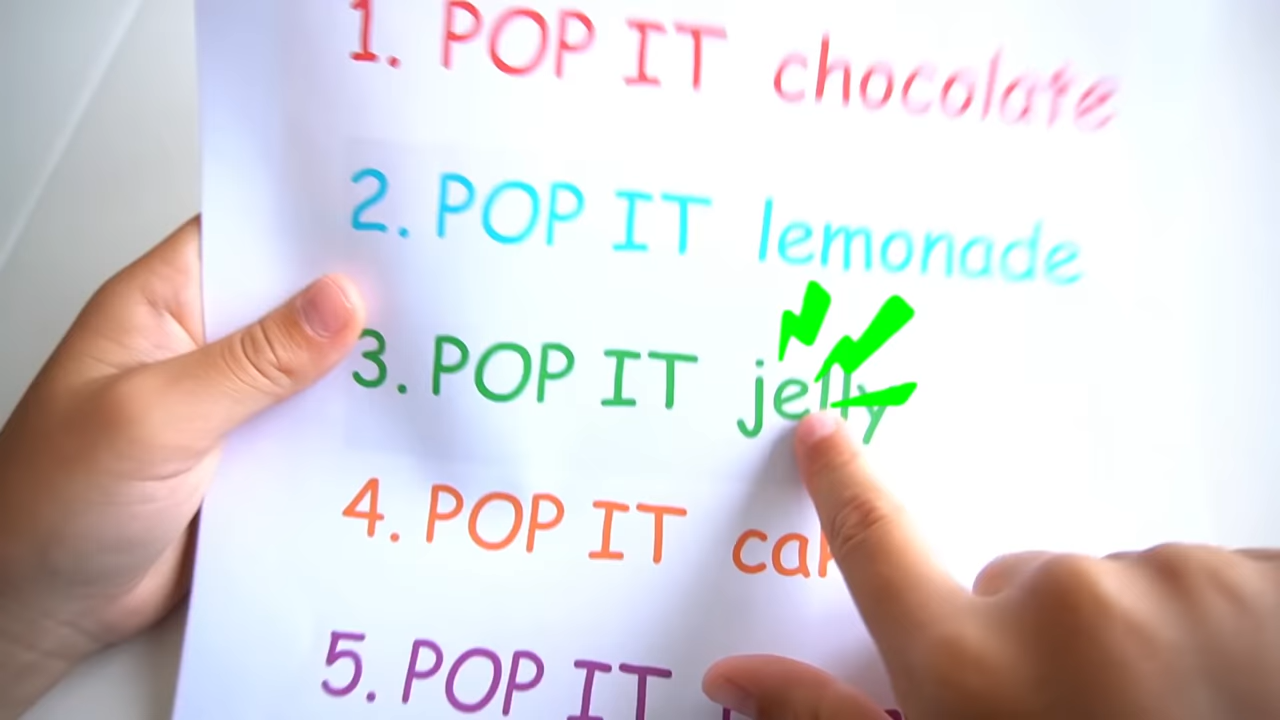 1. POP IT chocolate
2. POP IT lemonade
3. POP IT jelly
4. POP IT
5. POP IT